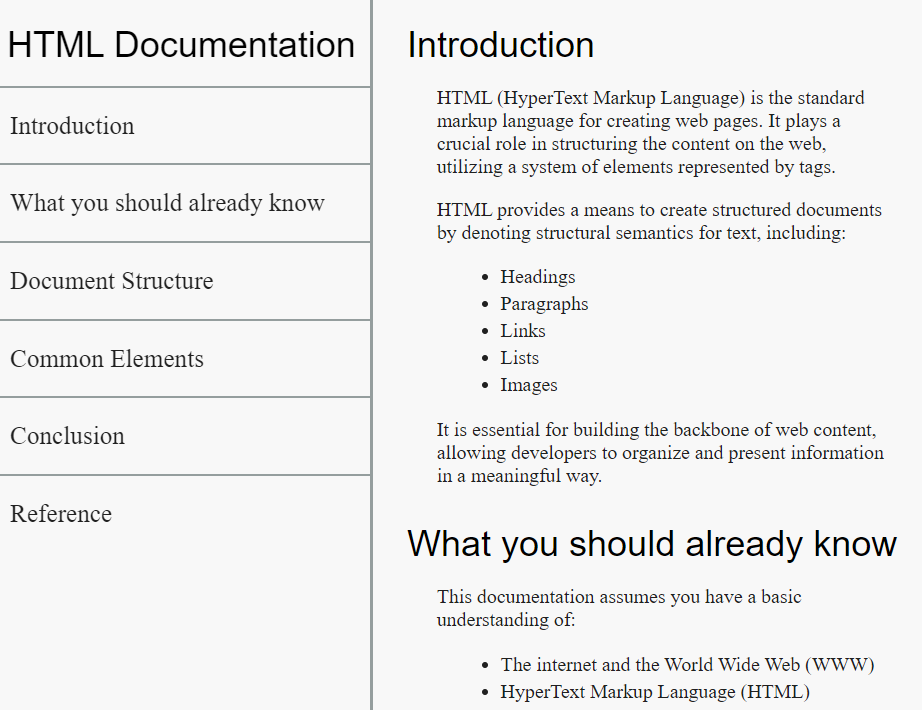 HTML Documentation
Introduction
What you should already know
Document Structure
Common Elements
Conclusion
Reference
Introduction
HTML (HyperText Markup Language) is the standard
markup language for creating web pages. It plays a
crucial role in structuring the content on the web,
utilizing a system of elements represented by tags.
HTML provides a means to create structured documents
by denoting structural semantics for text, including:
• Headings
• Paragraphs
• Links
• Lists
• Images
It is essential for building the backbone of web content,
allowing developers to organize and present information
in a meaningful way.
What you should already know
This documentation assumes you have a basic
understanding of:
• The internet and the World Wide Web (WWW)
• HyperText Markup Language (HTML)